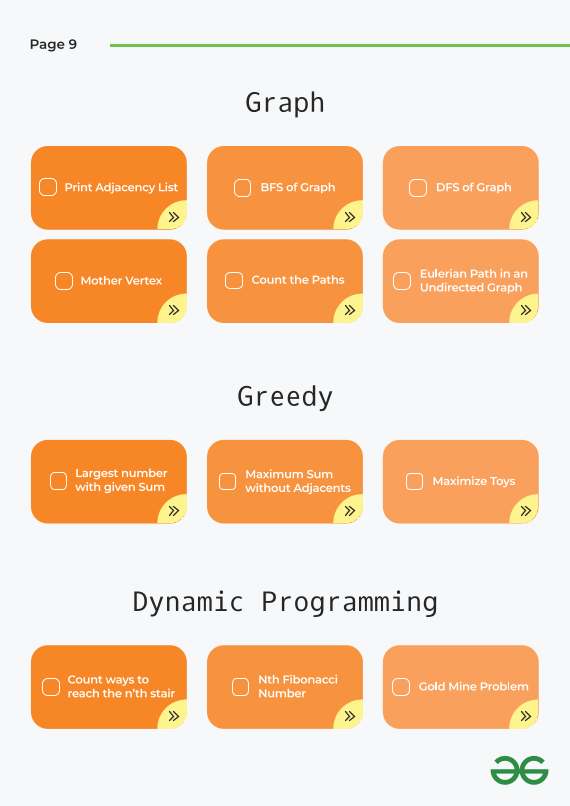 Page 9
Graph
Print Adjacency List
BFS of Graph
DFS of Graph
Mother Vertex
Count the Paths
Eulerian Path in an
Undirected Graph
Greedy
Largest number
with given Sum
Maximum Sum
without Adjacents
Maximize Toys
Dynamic Programming
Count ways to
reach the n'th stair
Nth Fibonacci
Number
Gold Mine Problem